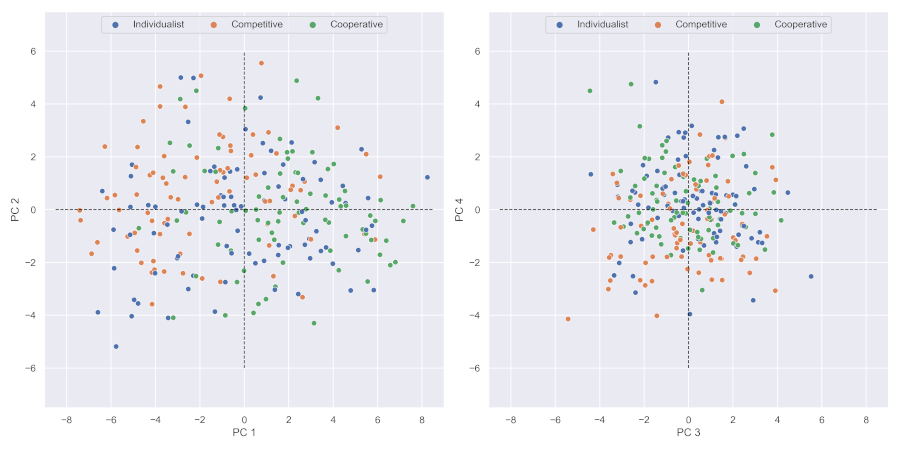 Individualist Competitive Cooperative
6
4
2
0
−2
−4
−6
PC 2
−8 −6 −4 −2 0 2 4 6 8
PC 1
Individualist Competitive Cooperative
6
4
2
0
−2
−4
−6
PC 4
−8 −6 −4 −2 0 2 4 6 8
PC 3